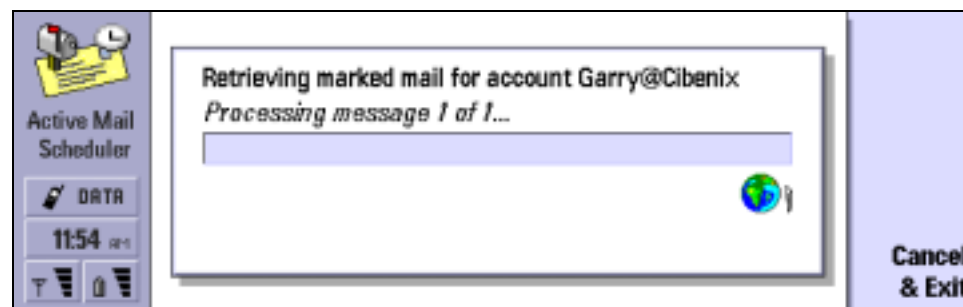 Active Mail
Scheduler
DATA
11:54 AM
Retrieving marked mail for account Garry@Cibenix
Processing message 1 of 1...
Cancel
& Exit